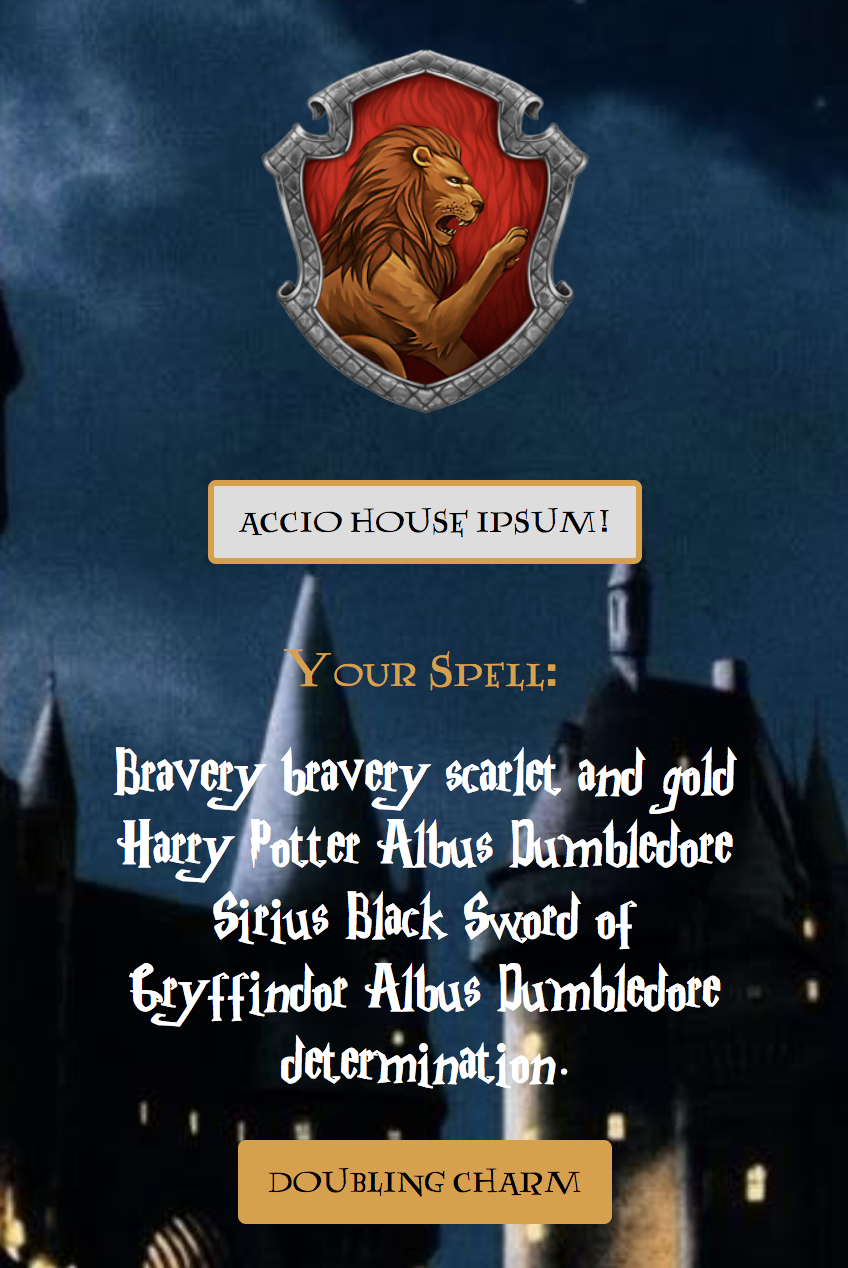 ACCIO HOUSE IPSUM!
Your Spell:
Bravery bravery scarlet and gold
Harry Potter Albus Dumbledore
Sirius Black Sword of
Gryffindor Albus Dumbledore
determination.
DOUBLING CHARM